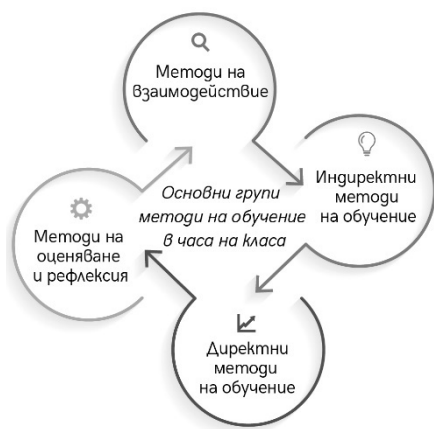 Методи на
взаимодействие
Индиректни
методи
на обучение
Основни групи
методи на обучение
в часа на класа
Методи на
оценяване
и рефлексия
Директни
методи
на обучение